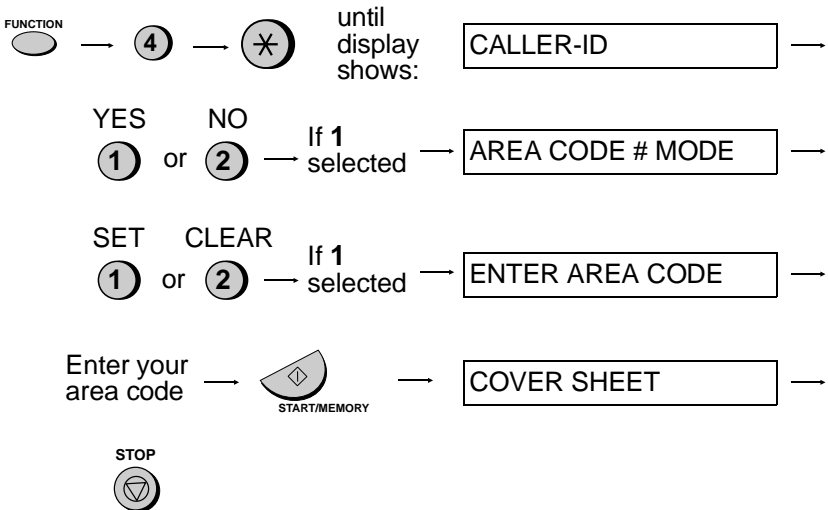 FUNCTION
4
until
display
shows:
CALLER-ID
YES NO
1 or 2
If 1
selected
AREA CODE # MODE
SET CLEAR
1 or 2
If 1
selected
ENTER AREA CODE
Enter your
area code
START/MEMORY
COVER SHEET
STOP